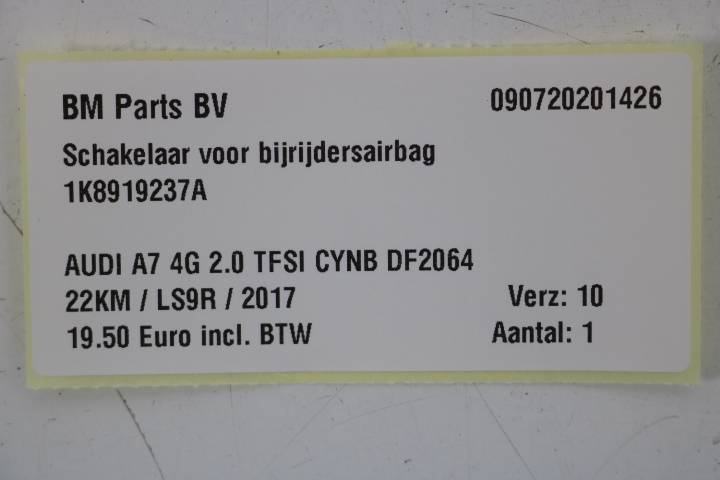 BM Parts BV 090720201426
Schakelaar voor bijrijdersairbag
1K8919237A
AUDI A7 4G 2.0 TFSI CYNB DF2064
22KM / LS9R / 2017 Verz: 10
19.50 Euro incl. BTW Aantal: 1